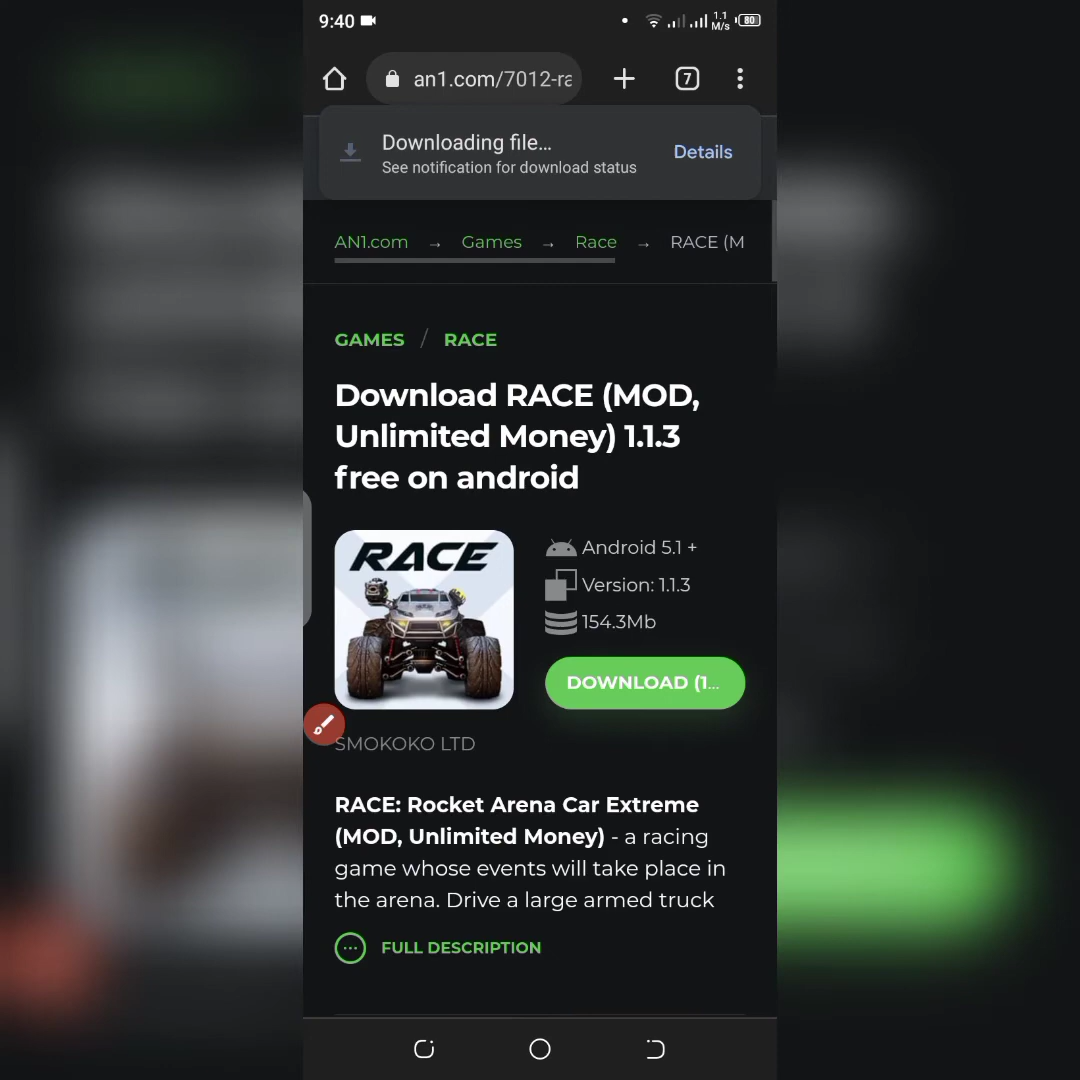 9:40
1.1
M/s
80
an1.com/7012-ra
7
Downloading file…
See notification for download status
Details
AN1.com → Games → Race → RACE (M
GAMES / RACE
Download RACE (MOD,
Unlimited Money) 1.1.3
free on android
RACE
Android 5.1 +
Version: 1.1.3
154.3Mb
DOWNLOAD (1...
SMOKOKO LTD
RACE: Rocket Arena Car Extreme
(MOD, Unlimited Money) - a racing
game whose events will take place in
the arena. Drive a large armed truck
FULL DESCRIPTION